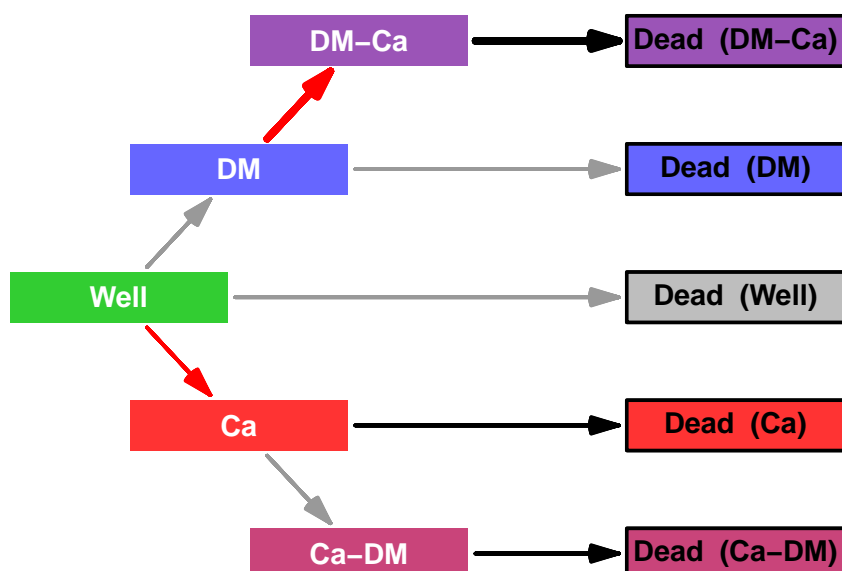 DM−Ca
Dead (DM−Ca)
DM
Dead (DM)
Well
Dead (Well)
Ca
Dead (Ca)
Ca−DM
Dead (Ca−DM)